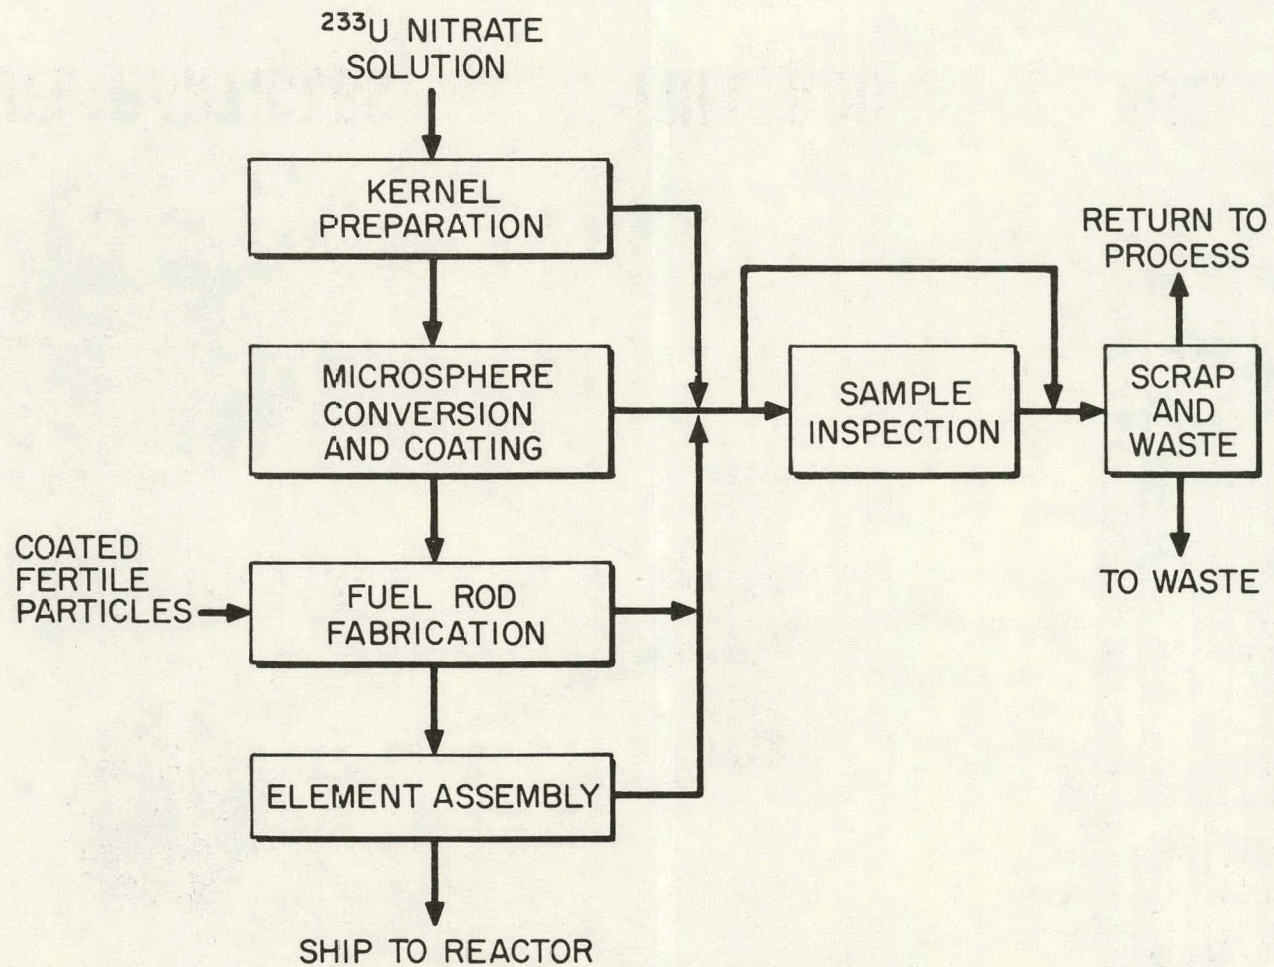 ²³³U NITRATE
SOLUTION
KERNEL
PREPARATION
RETURN TO
PROCESS
MICROSPHERE
CONVERSION
AND COATING
SAMPLE
INSPECTION
SCRAP
AND
WASTE
COATED
FERTILE
PARTICLES
FUEL ROD
FABRICATION
TO WASTE
ELEMENT ASSEMBLY
SHIP TO REACTOR